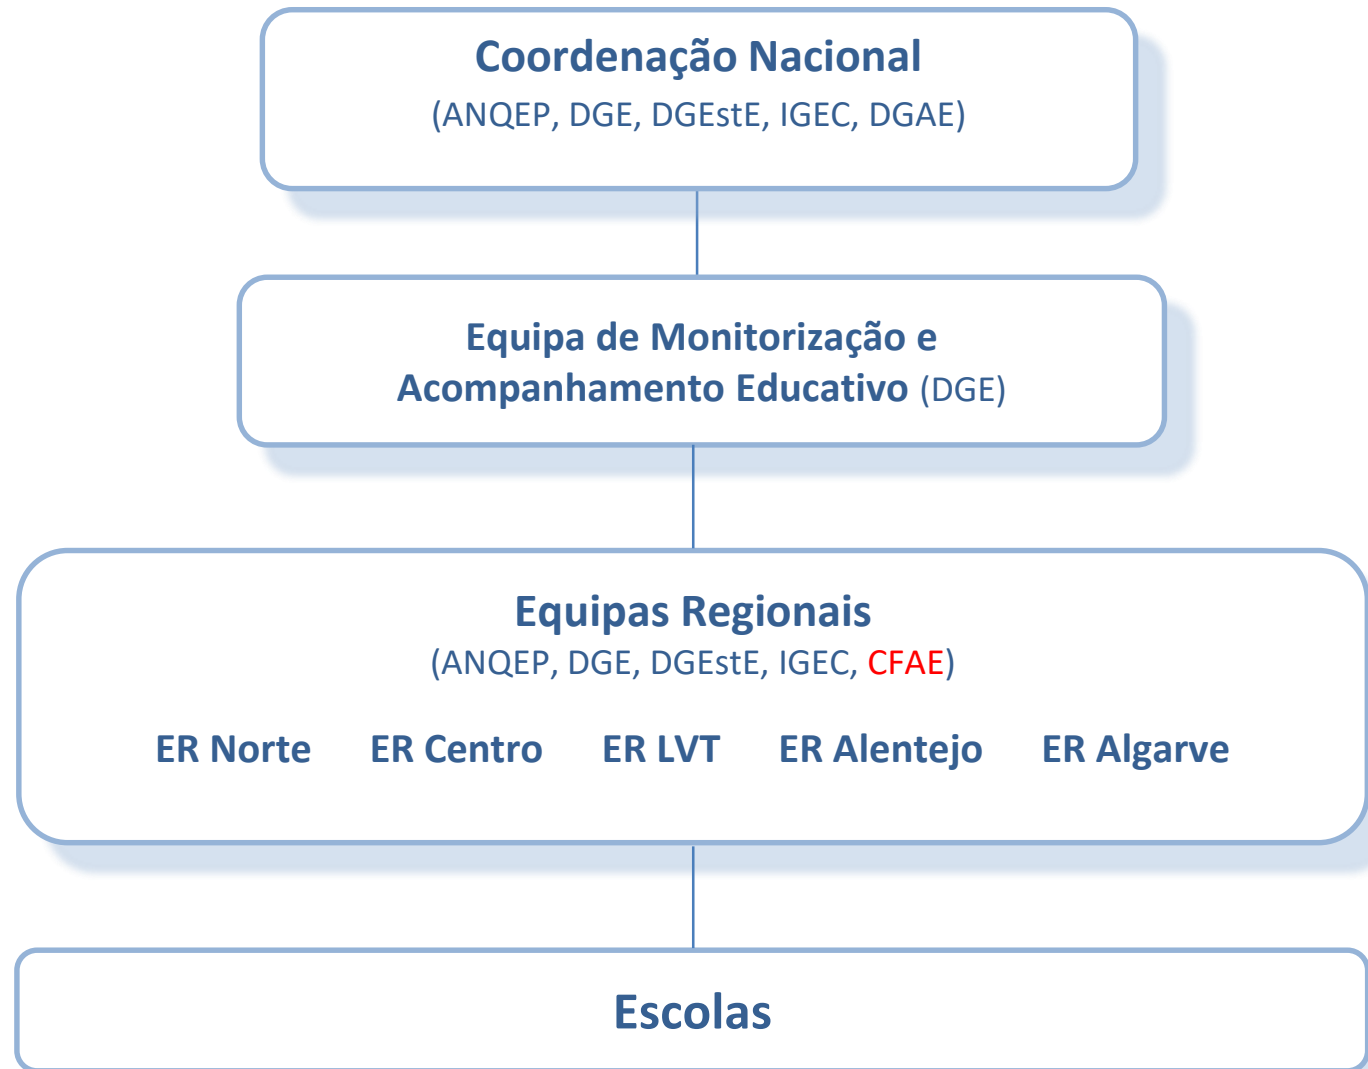 Coordenação Nacional
(ANQEP, DGE, DGEstE, IGEC, DGAE)
Equipa de Monitorização e
Acompanhamento Educativo (DGE)
Equipas Regionais
(ANQEP, DGE, DGEstE, IGEC, CFAE)
ER Norte ER Centro ER LVT ER Alentejo ER Algarve
Escolas